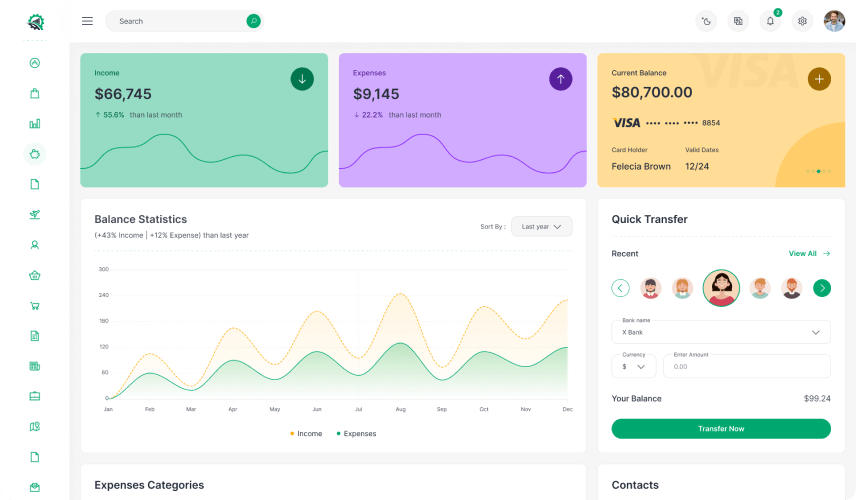 Search
2
Income
$66,745
↑ 55.6% than last month
Expenses
$9,145
↓ 22.2% than last month
VISA
Current Balance
$80,700.00
VISA •••• •••• •••• 8854
Card Holder
Valid Dates
Felecia Brown
12/24
Balance Statistics
(+43% Income | +12% Expense) than last year
Sort By :
Last year
300
240
180
120
60
0
Jan Feb Mar Apr May Jun Jul Aug Sep Oct Nov Dec
Income Expenses
Quick Transfer
Recent
View All →
Bank name
X Bank
Currency
$
Enter Amount
0.00
Your Balance
$99.24
Transfer Now
Expenses Categories
Contacts